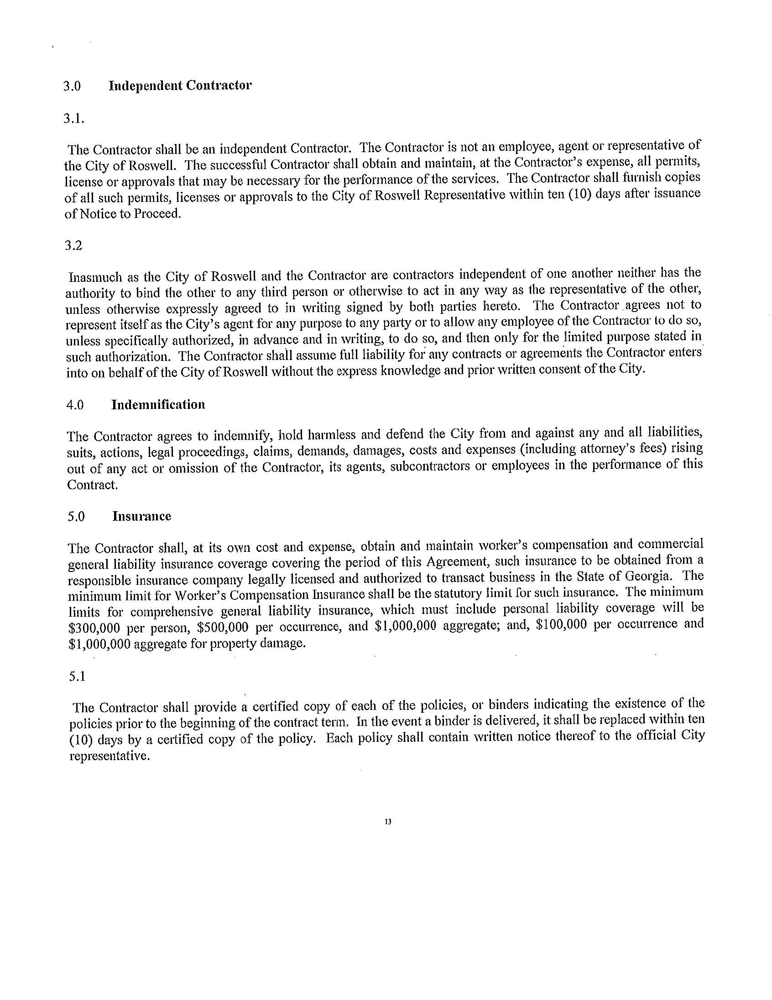 3.0 Independent Contractor
3.1.
The Contractor shall be an independent Contractor. The Contractor is not an employee, agent or representative of
the City of Roswell. The successful Contractor shall obtain and maintain, at the Contractor's expense, all permits,
license or approvals that may be necessary for the performance of the services. The Contractor shall furnish copies
of all such permits, licenses or approvals to the City of Roswell Representative within ten (10) days after issuance
of Notice to Proceed.
3.2
Inasmuch as the City of Roswell and the Contractor are contractors independent of one another neither has the
authority to bind the other to any third person or otherwise to act in any way as the representative of the other,
unless otherwise expressly agreed to in writing signed by both parties hereto. The Contractor agrees not to
represent itself as the City's agent for any purpose to any party or to allow any employee of the Contractor to do so,
unless specifically authorized, in advance and in writing, to do so, and then only for the limited purpose stated in
such authorization. The Contractor shall assume full liability for any contracts or agreements the Contractor enters
into on behalf of the City of Roswell without the express knowledge and prior written consent of the City.
4.0 Indemnification
The Contractor agrees to indemnify, hold harmless and defend the City from and against any and all liabilities,
suits, actions, legal proceedings, claims, demands, damages, costs and expenses (including attorney's fees) rising
out of any act or omission of the Contractor, its agents, subcontractors or employees in the performance of this
Contract.
5.0 Insurance
The Contractor shall, at its own cost and expense, obtain and maintain worker's compensation and commercial
general liability insurance coverage covering the period of this Agreement, such insurance to be obtained from a
responsible insurance company legally licensed and authorized to transact business in the State of Georgia. The
minimum limit for Worker's Compensation Insurance shall be the statutory limit for such insurance. The minimum
limits for comprehensive general liability insurance, which must include personal liability coverage will be
$300,000 per person, $500,000 per occurrence, and $1,000,000 aggregate; and, $100,000 per occurrence and
$1,000,000 aggregate for property damage.
5.1
The Contractor shall provide a certified copy of each of the policies, or binders indicating the existence of the
policies prior to the beginning of the contract term. In the event a binder is delivered, it shall be replaced within ten
(10) days by a certified copy of the policy. Each policy shall contain written notice thereof to the official City
representative.
13